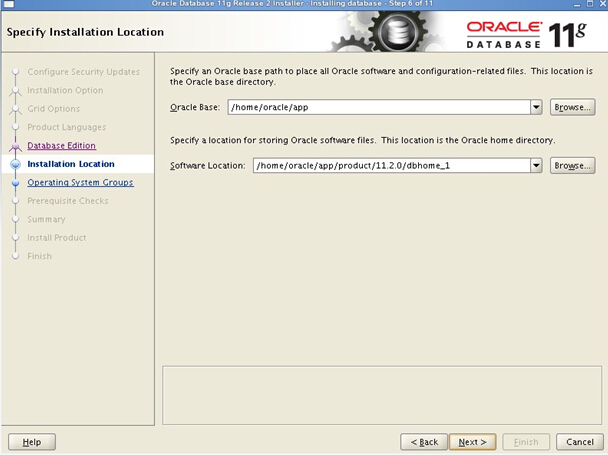 Oracle Database 11g Release 2 Installer - Installing database - Step 6 of 11
Specify Installation Location
ORACLE
DATABASE
11g
Configure Security Updates
Installation Option
Grid Options
Product Languages
Database Edition
Installation Location
Operating System Groups
Prerequisite Checks
Summary
Install Product
Finish
Specify an Oracle base path to place all Oracle software and configuration-related files. This location is
the Oracle base directory.
Oracle Base: /home/oracle/app Browse...
Specify a location for storing Oracle software files. This location is the Oracle home directory.
Software Location: /home/oracle/app/product/11.2.0/dbhome_1 Browse...
Help < Back Next > Finish Cancel